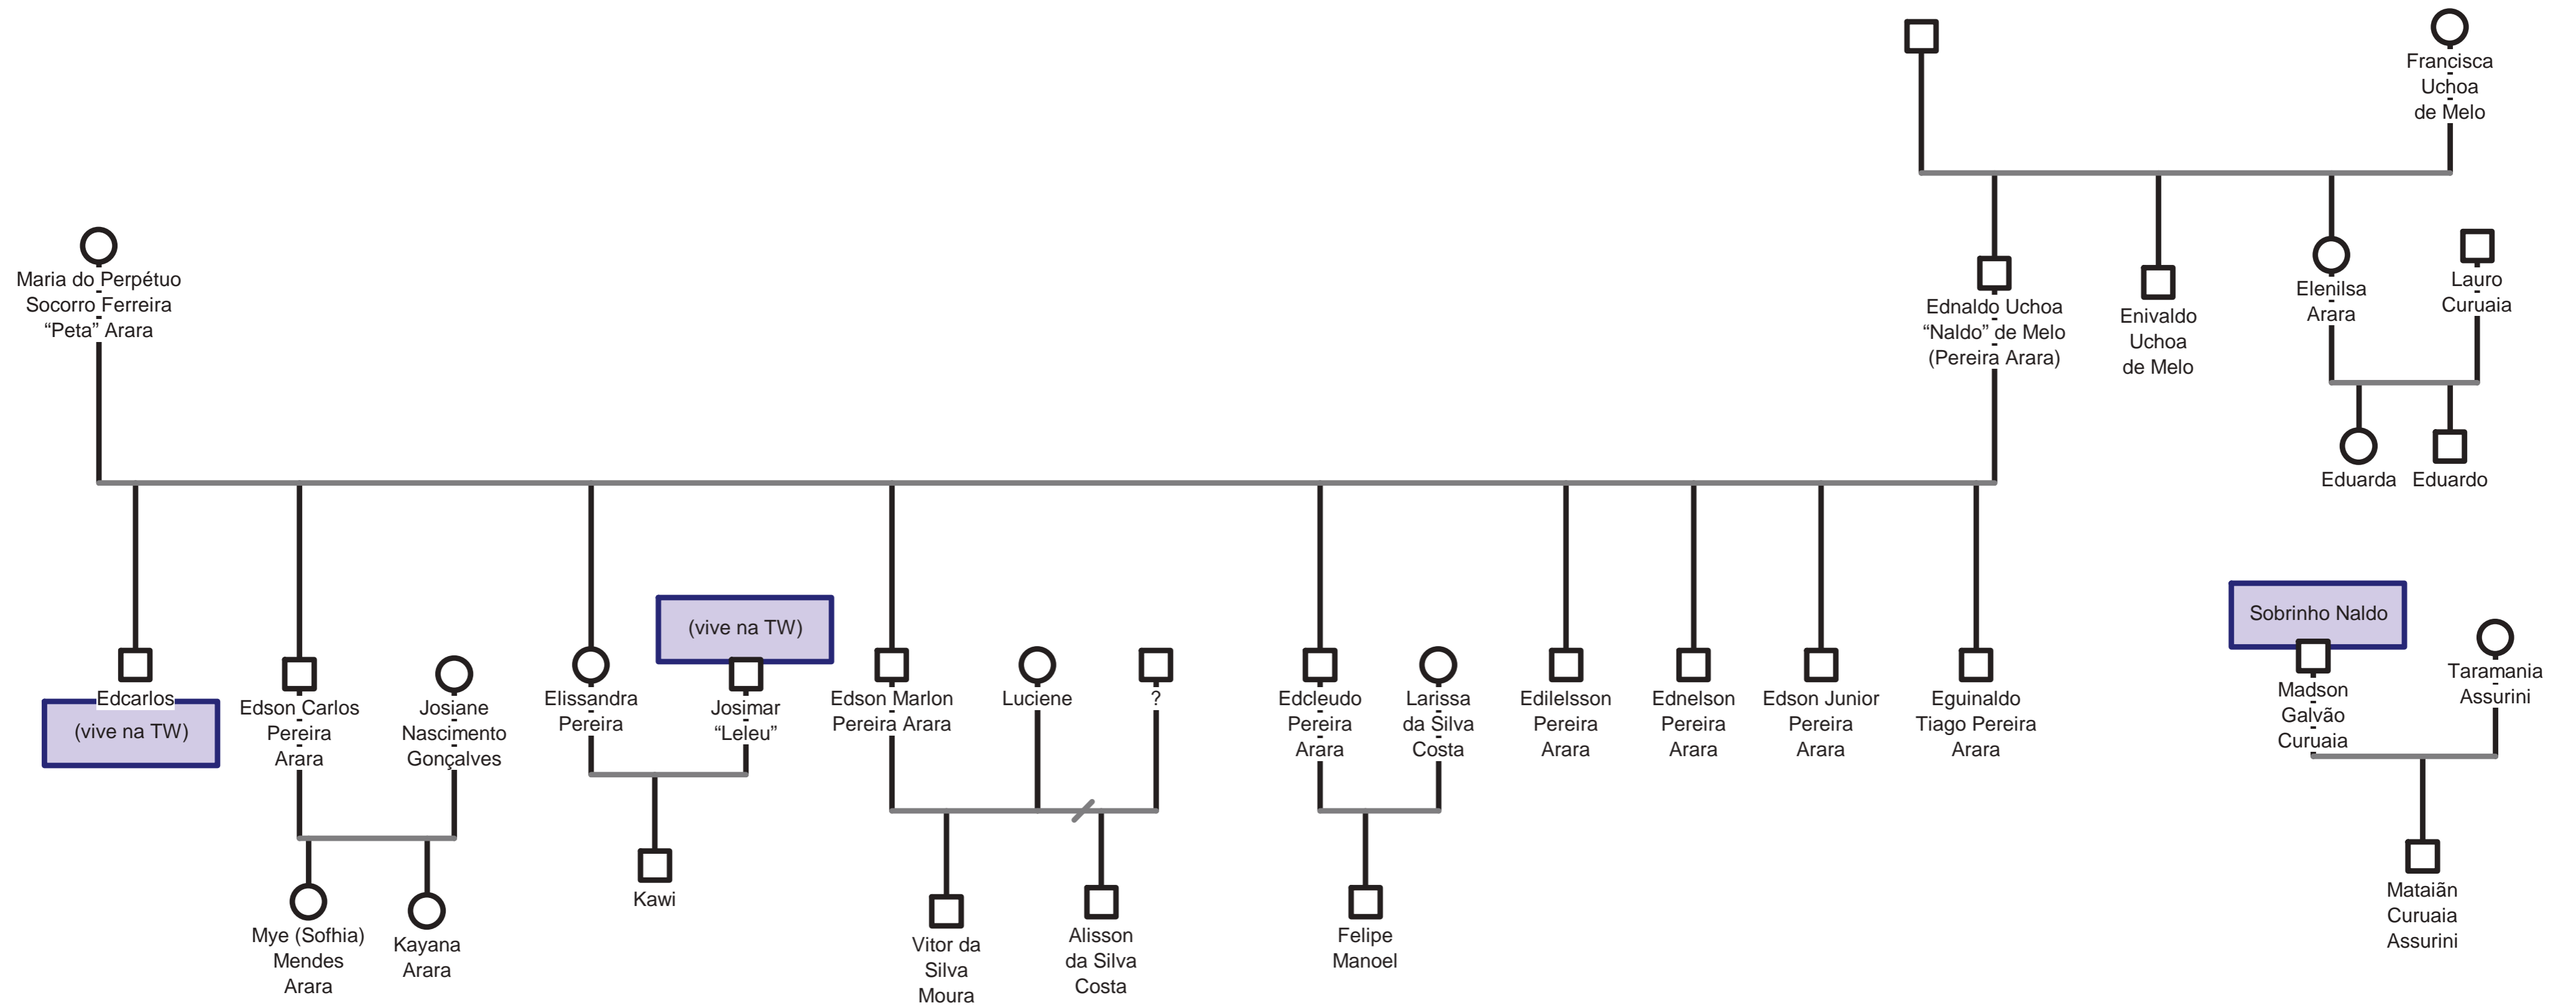 Francisca
Uchoa
de Melo
Maria do Perpétuo
Socorro Ferreira
“Peta” Arara
Ednaldo Uchoa
“Naldo” de Melo
(Pereira Arara)
Enivaldo
Uchoa
de Melo
Elenilsa
Arara
Lauro
Curuaia
Eduarda
Eduardo
Edcarlos
(vive na TW)
Edson Carlos
Pereira
Arara
Josiane
Nascimento
Gonçalves
Elissandra
Pereira
(vive na TW)
Josimar
“Leleu”
Edson Marlon
Pereira Arara
Luciene
?
Edcleudo
Pereira
Arara
Larissa
da Silva
Costa
Edilelsson
Pereira
Arara
Ednelson
Pereira
Arara
Edson Junior
Pereira
Arara
Eguinaldo
Tiago Pereira
Arara
Sobrinho Naldo
Madson
Galvão
Curuaia
Taramania
Assurini
Mye (Sofhia)
Mendes
Arara
Kayana
Arara
Kawi
Vitor da
Silva
Moura
Alisson
da Silva
Costa
Felipe
Manoel
Mataiãn
Curuaia
Assurini